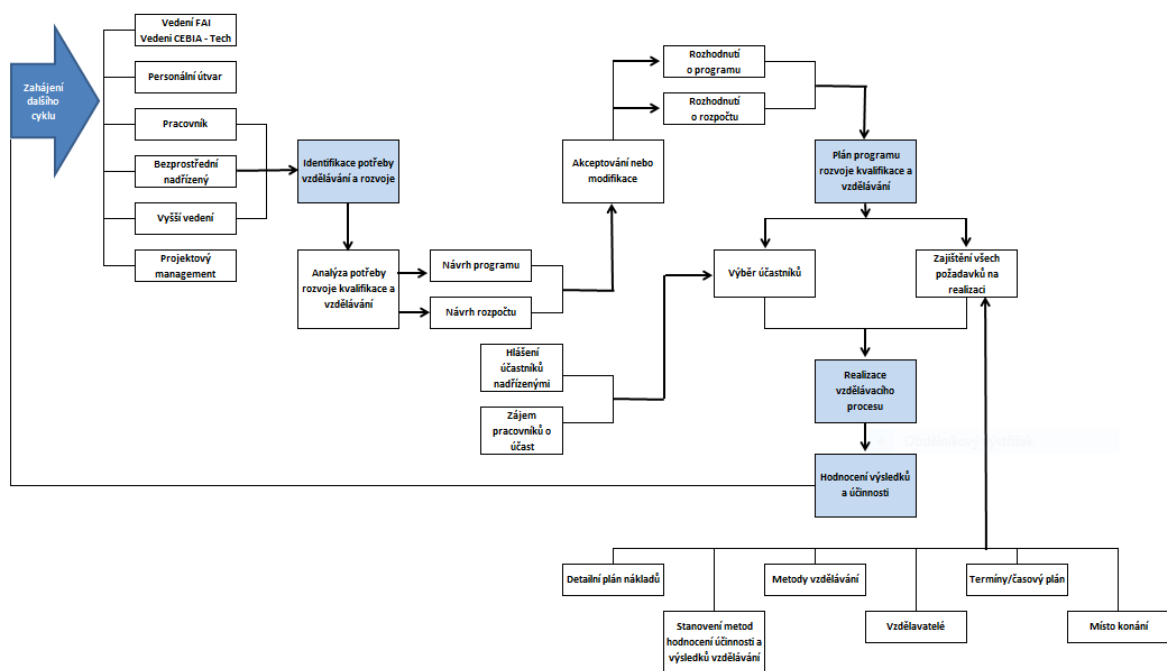 Zahájení
dalšího
cyklu
Vedení FAI
Vedeni CEBIA - Tech
Personální útvar
Pracovník
Bezprostřední
nadřízený
Vyšší vedení
Projektový
management
Identifikace potřeby
vzdělávání a rozvoje
Analýza potřeby
rozvoje kvalifikace a
vzdělávání
Návrh programu
Návrh rozpočtu
Hlášení
účastníků
nadřízenými
Zájem
pracovníků o
účast
Akceptování nebo
modifikace
Rozhodnutí
o programu
Rozhodnutí
o rozpočtu
Plán programu
rozvoje kvalifikace a
vzdělávání
Výběr účastníků
Zajištění všech
požadavků na
realizaci
Realizace
vzdělávacího
procesu
Hodnocení výsledků
a účinnosti
Detailní plán nákladů
Metody vzdělávání
Termíny/časový plán
Stanovení metod
hodnocení účinnosti a
výsledků vzdělávání
Vzdělavatelé
Místo konání